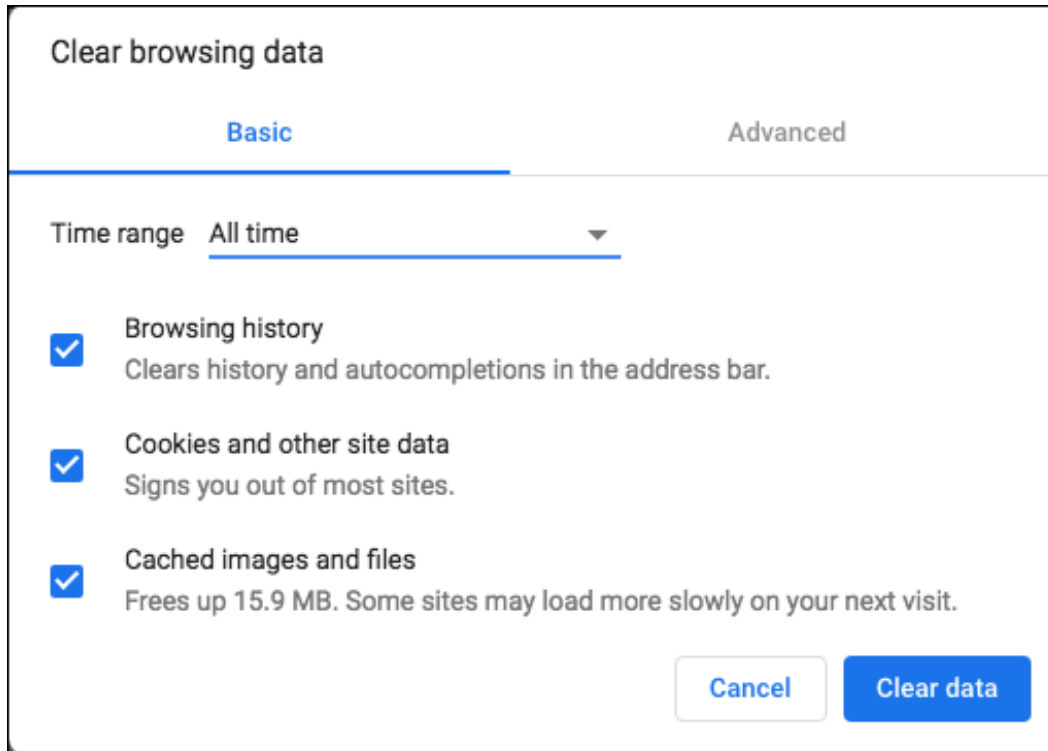 Clear browsing data
Basic Advanced
Time range All time
Browsing history
Clears history and autocompletions in the address bar.
Cookies and other site data
Signs you out of most sites.
Cached images and files
Frees up 15.9 MB. Some sites may load more slowly on your next visit.
Cancel Clear data